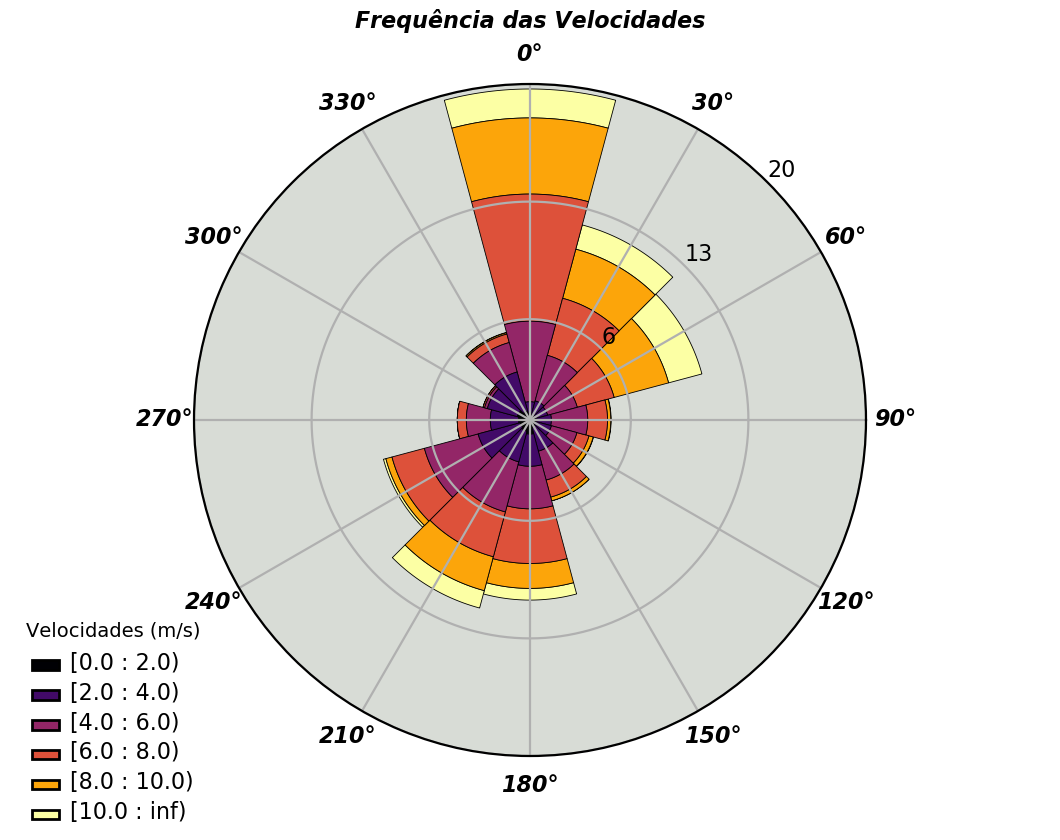 Frequência das Velocidades
0°
330°
30°
20
300°
60°
13
6
270°
90°
240°
120°
210°
150°
180°
Velocidades (m/s)
[0.0 : 2.0)
[2.0 : 4.0)
[4.0 : 6.0)
[6.0 : 8.0)
[8.0 : 10.0)
[10.0 : inf)